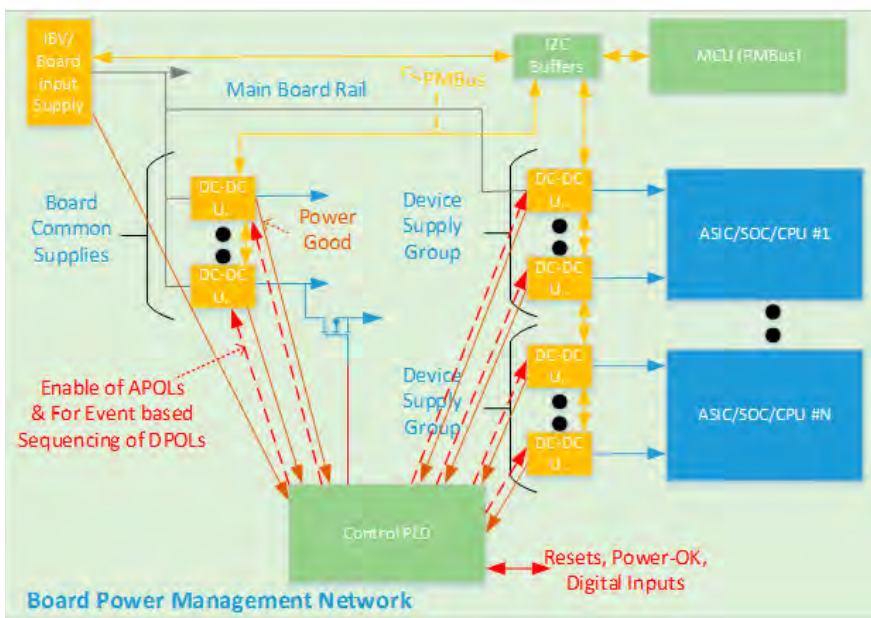 IBV/
Board
Input
Supply
I2C
Buffers
MCU (PMBus)
PMBus
Main Board Rail
DC-DC
U..
DC-DC
U..
Board
Common
Supplies
Power
Good
Device
Supply
Group
ASIC/SOC/CPU #1
DC-DC
U..
DC-DC
U..
Enable of APOLs
& For Event based
Sequencing of DPOLs
Device
Supply
Group
DC-DC
U..
DC-DC
U..
ASIC/SOC/CPU #N
Control PLD
Resets, Power-OK,
Digital Inputs
Board Power Management Network